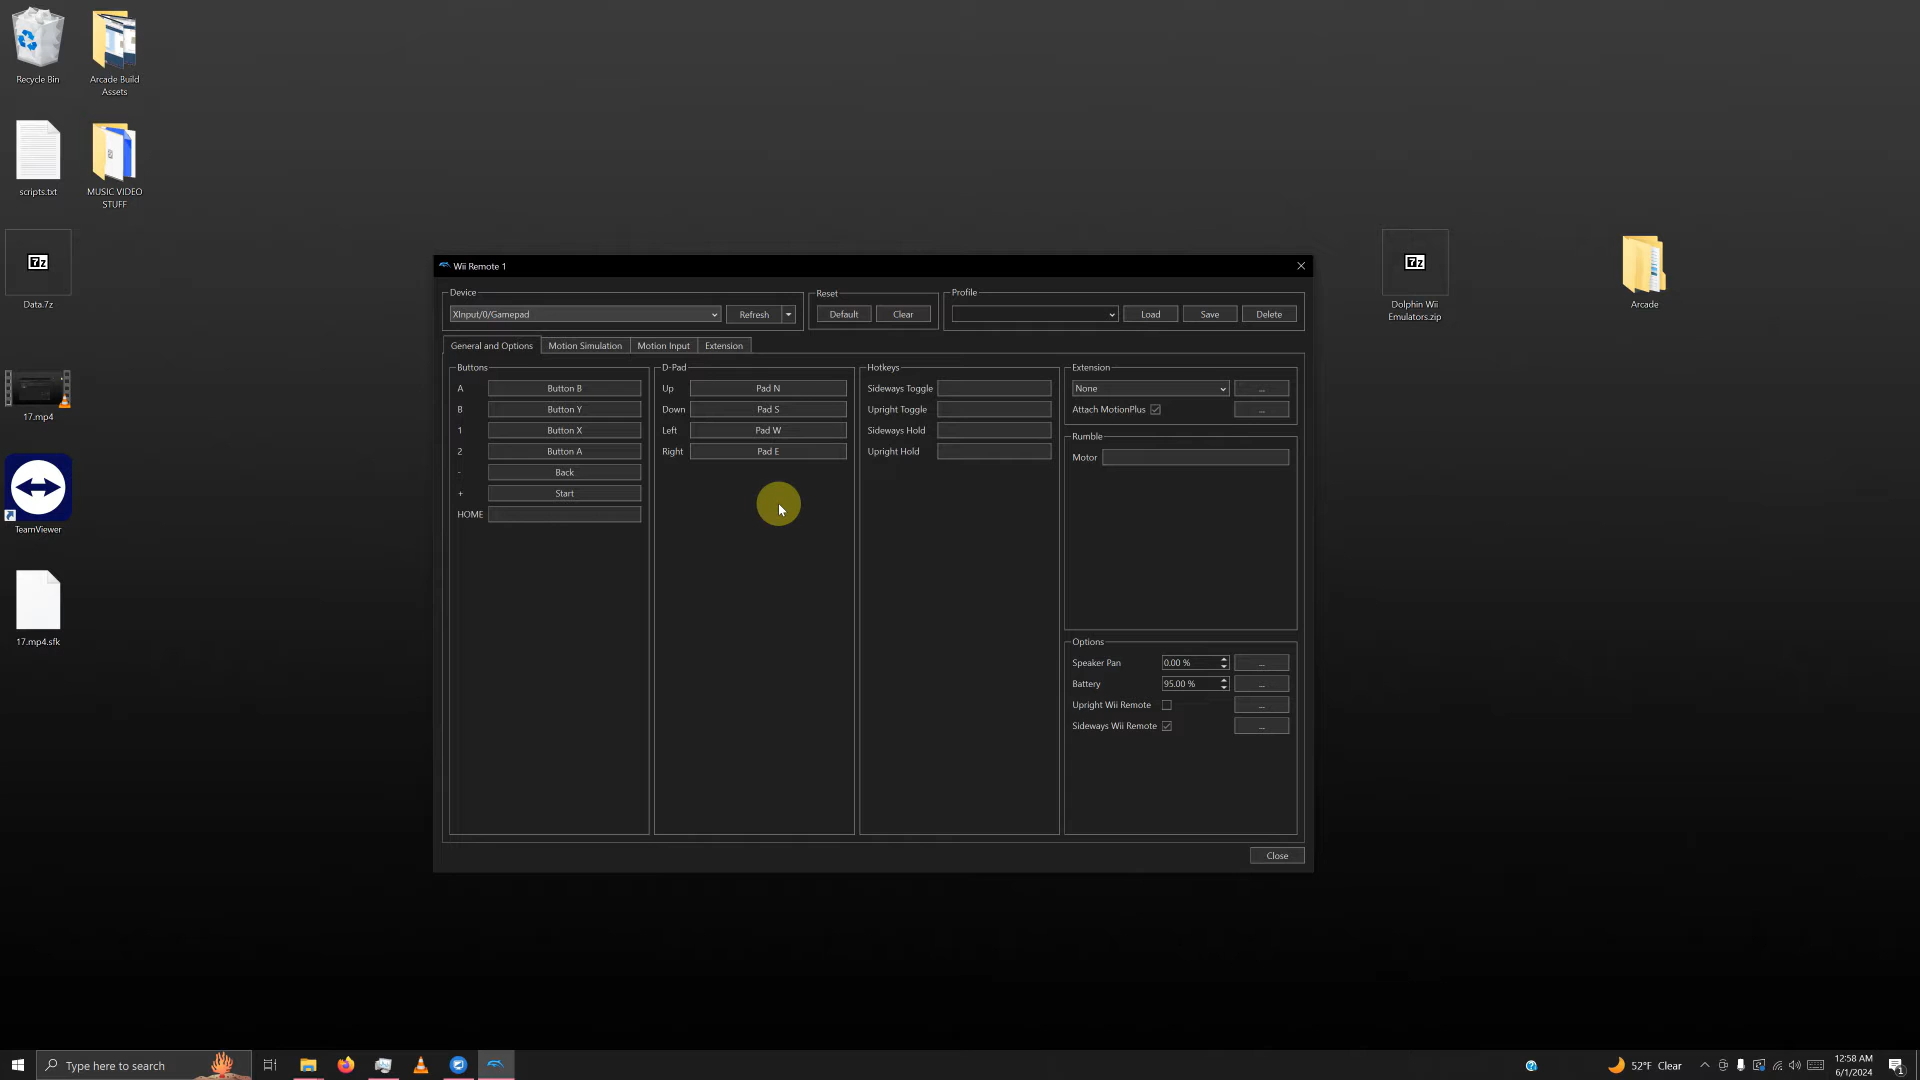 Recycle Bin
Arcade Build
Assets
scripts.txt
MUSIC VIDEO
STUFF
7z
Data.7z
17.mp4
TeamViewer
17.mp4.sfk
7z
Dolphin Wii
Emulators.zip
Arcade
Wii Remote 1
Device
XInput/0/Gamepad
Refresh
Reset
Default
Clear
Profile
Load
Save
Delete
General and Options
Motion Simulation
Motion Input
Extension
Buttons
A Button B
B Button Y
1 Button X
2 Button A
- Back
+ Start
HOME
D-Pad
Up Pad N
Down Pad S
Left Pad W
Right Pad E
Hotkeys
Sideways Toggle
Upright Toggle
Sideways Hold
Upright Hold
Extension
None ...
Attach MotionPlus ...
Rumble
Motor
Options
Speaker Pan 0.00 % ...
Battery 95.00 % ...
Upright Wii Remote ...
Sideways Wii Remote ...
Close
Type here to search
52°F Clear
12:58 AM
6/1/2024
1